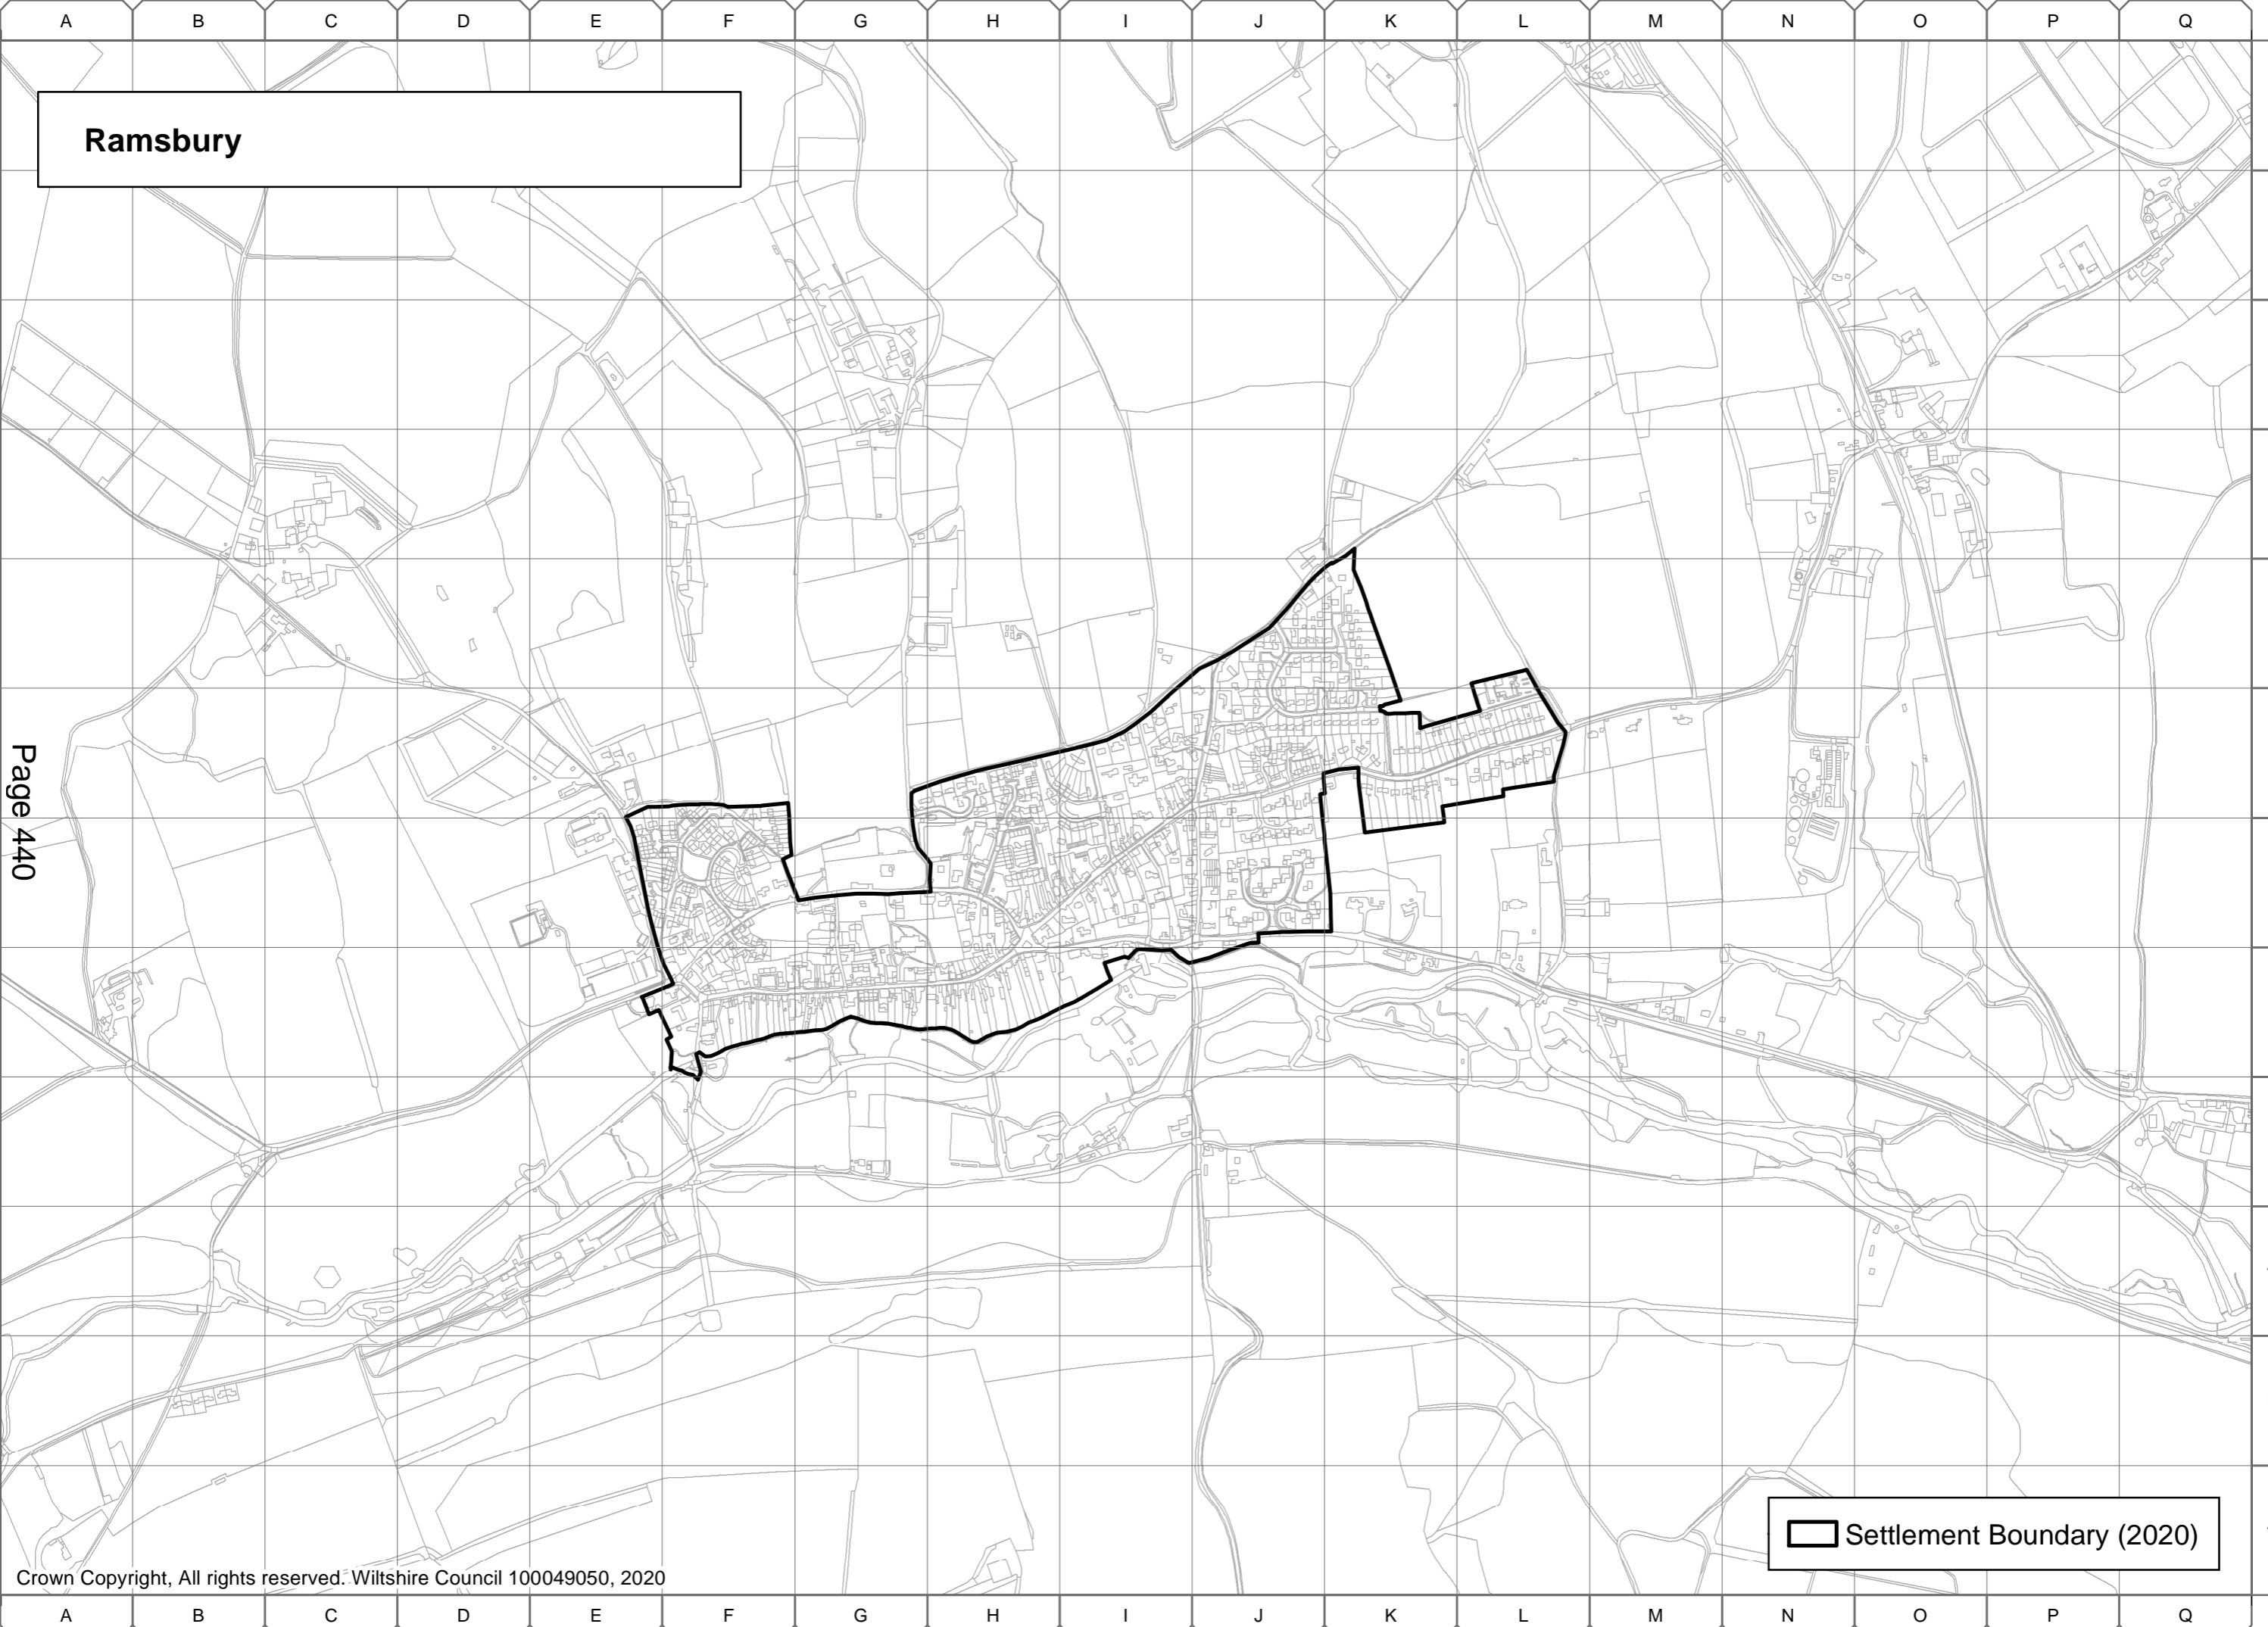 A B C D E F G H I J K L M N O P Q
Ramsbury
Page 440
Settlement Boundary (2020)
Crown Copyright, All rights reserved. Wiltshire Council 100049050, 2020
A B C D E F G H I J K L M N O P Q